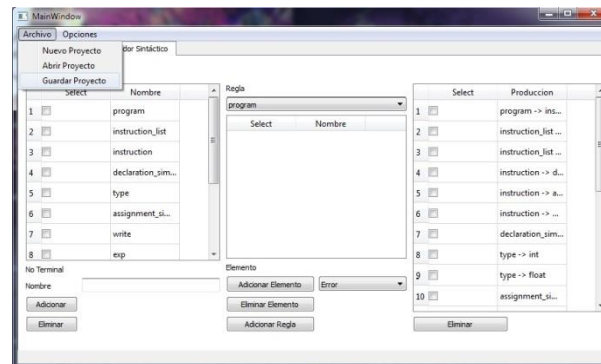 MainWindow
Archivo Opciones
Nuevo Proyecto
Abrir Proyecto
Guardar Proyecto
dor Sintáctico
Select Nombre
1 program
2 instruction_list
3 instruction
4 declaration_sim...
5 type
6 assignment_si...
7 write
8 exp
No Terminal
Nombre
Adicionar
Eliminar
Regla
program
Select Nombre
Elemento
Adicionar Elemento Error
Eliminar Elemento
Adicionar Regla
Select Produccion
1 program -> ins...
2 instruction_list ...
3 instruction_list ...
4 instruction -> d...
5 instruction -> a...
6 instruction -> ...
7 declaration_sim...
8 type -> int
9 type -> float
10 assignment_si...
Eliminar